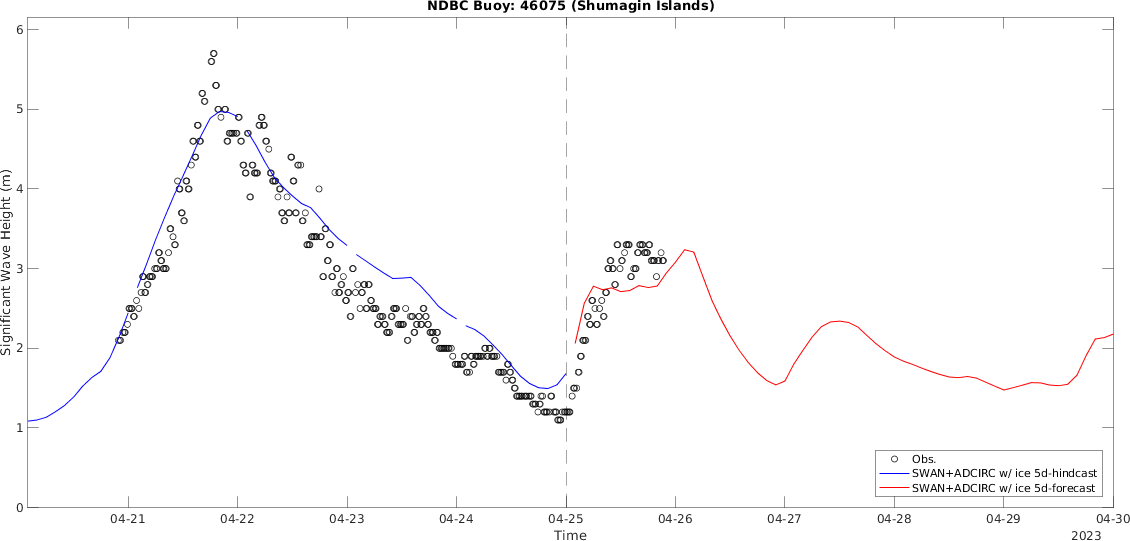 NDBC Buoy: 46075 (Shumagin Islands)
Significant Wave Height (m)
6
5
4
3
2
1
0
Obs.
SWAN+ADCIRC w/ ice 5d-hindcast
SWAN+ADCIRC w/ ice 5d-forecast
04-21 04-22 04-23 04-24 04-25 04-26 04-27 04-28 04-29 04-30
Time 2023